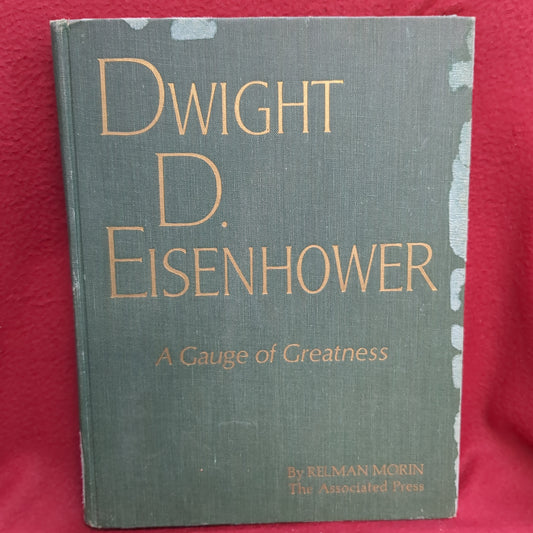 DWIGHT
D.
EISENHOWER
A Gauge of Greatness
By RELMAN MORIN
The Associated Press